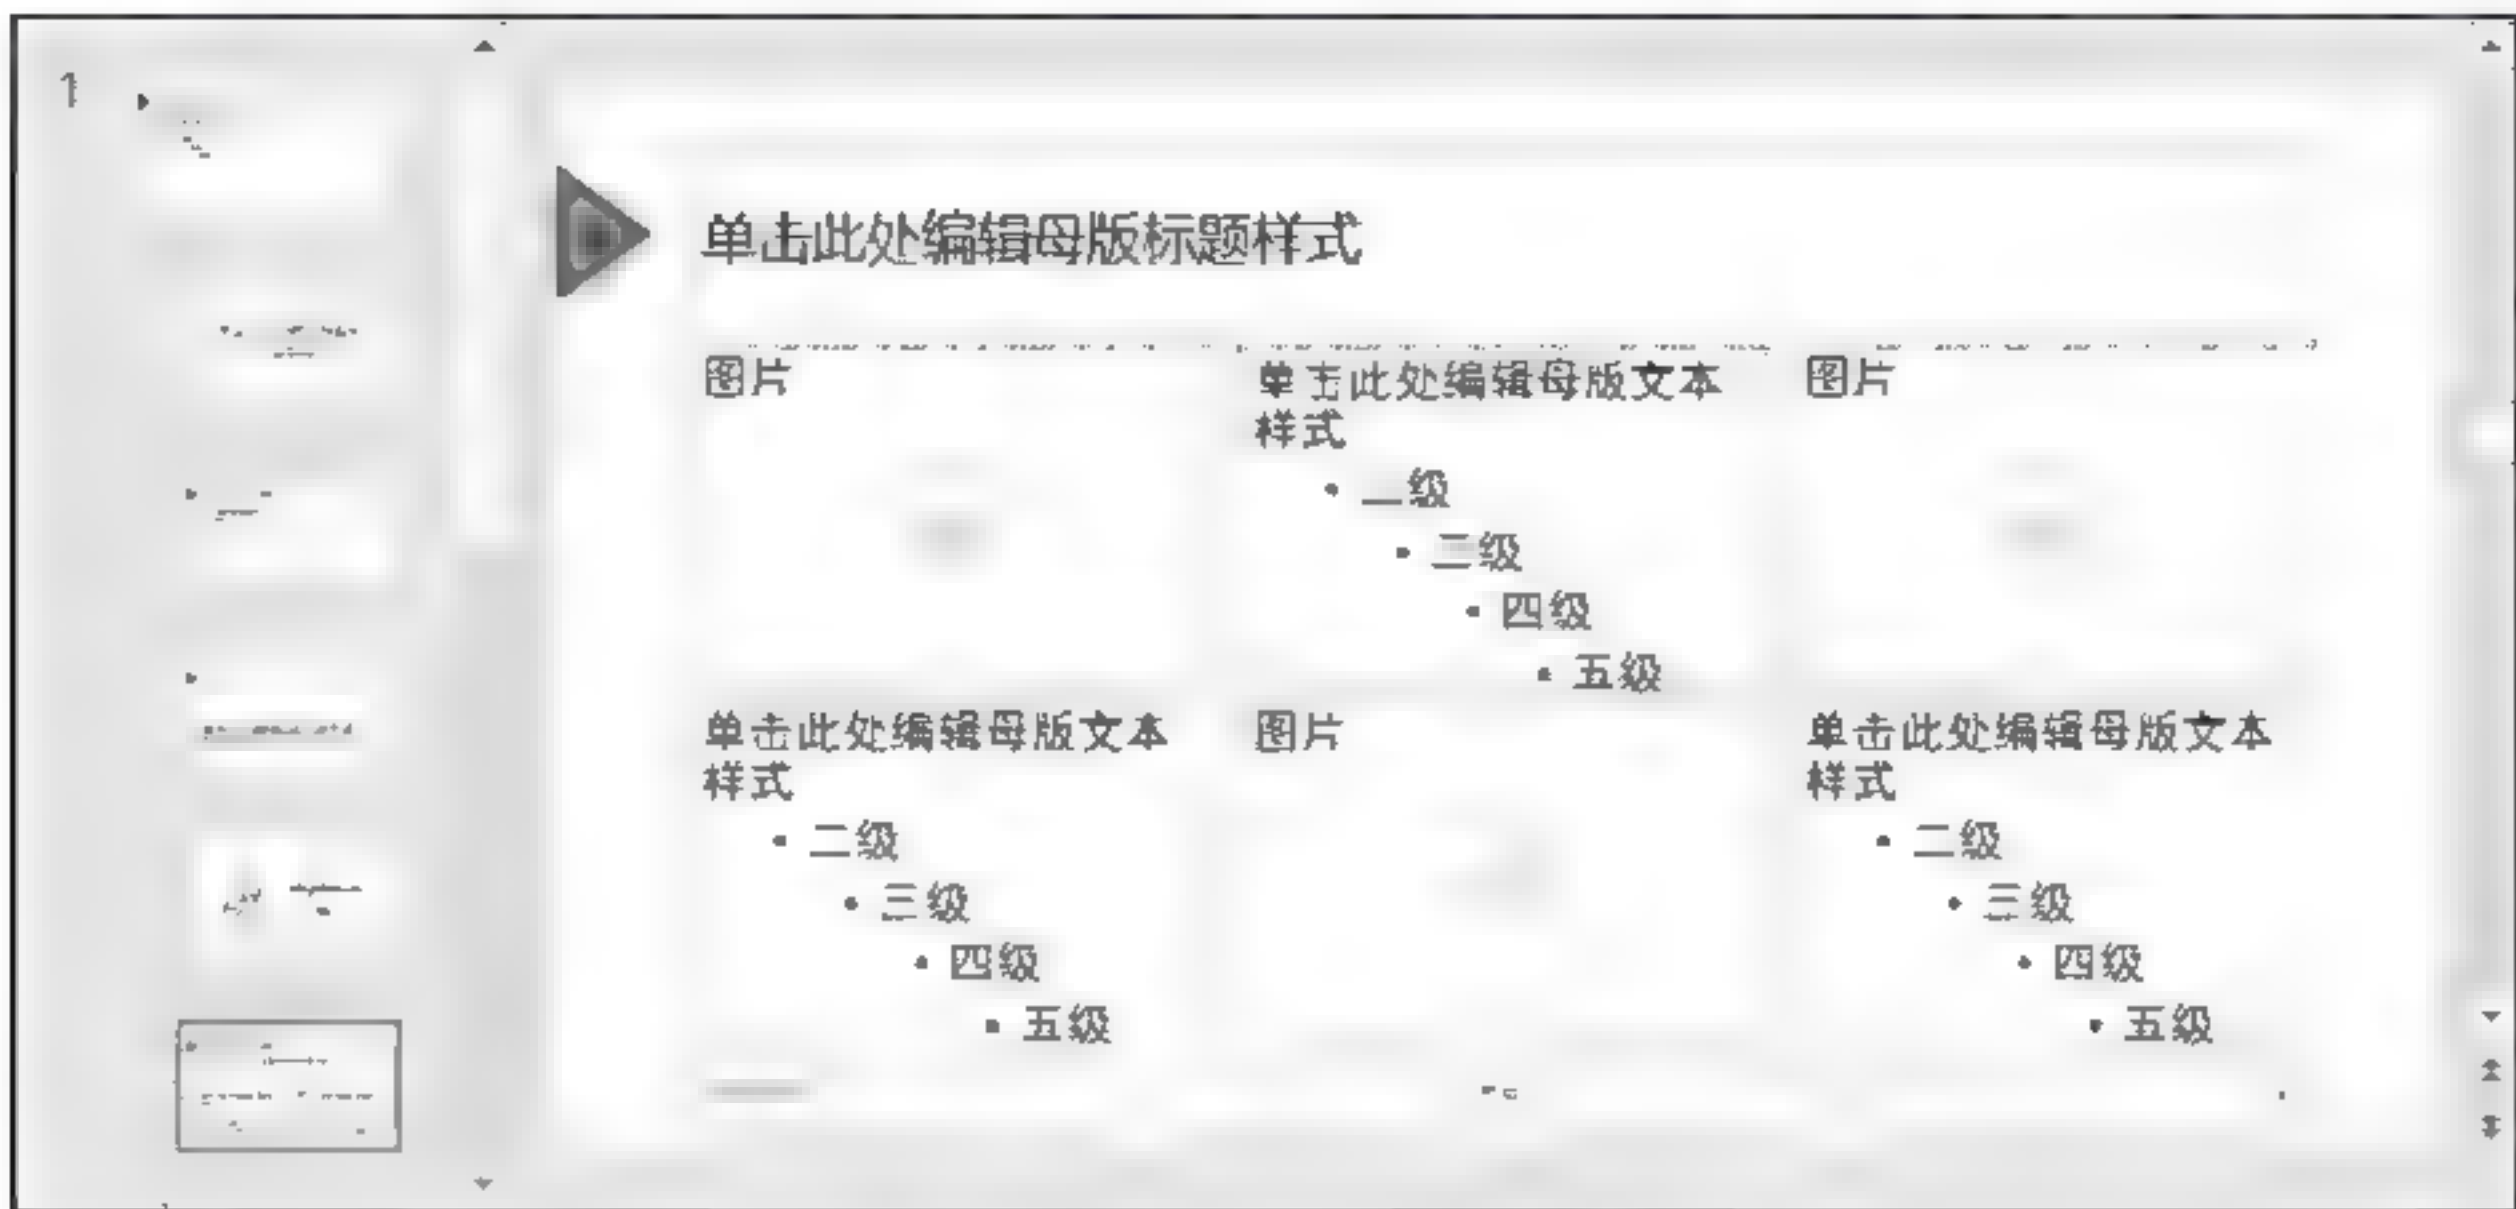 1
单击此处编辑母版标题样式
图片
单击此处编辑母版文本
样式
• 二级
• 三级
• 四级
• 五级
图片
单击此处编辑母版文本
样式
• 二级
• 三级
• 四级
• 五级
图片
单击此处编辑母版文本
样式
• 二级
• 三级
• 四级
• 五级